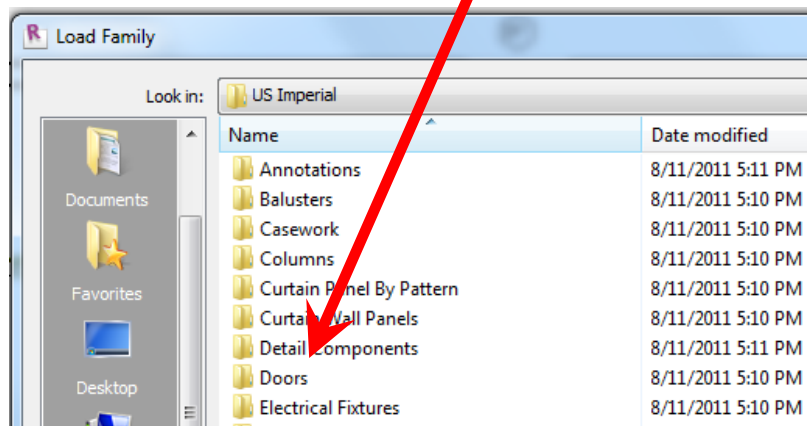 R Load Family
Look in: US Imperial
Name Date modified
Annotations 8/11/2011 5:11 PM
Documents
Balusters 8/11/2011 5:10 PM
Casework 8/11/2011 5:10 PM
Columns 8/11/2011 5:10 PM
Favorites
Curtain Panel By Pattern 8/11/2011 5:10 PM
Curtain Wall Panels 8/11/2011 5:10 PM
Detail Components 8/11/2011 5:11 PM
Desktop
Doors 8/11/2011 5:10 PM
Electrical Fixtures 8/11/2011 5:10 PM